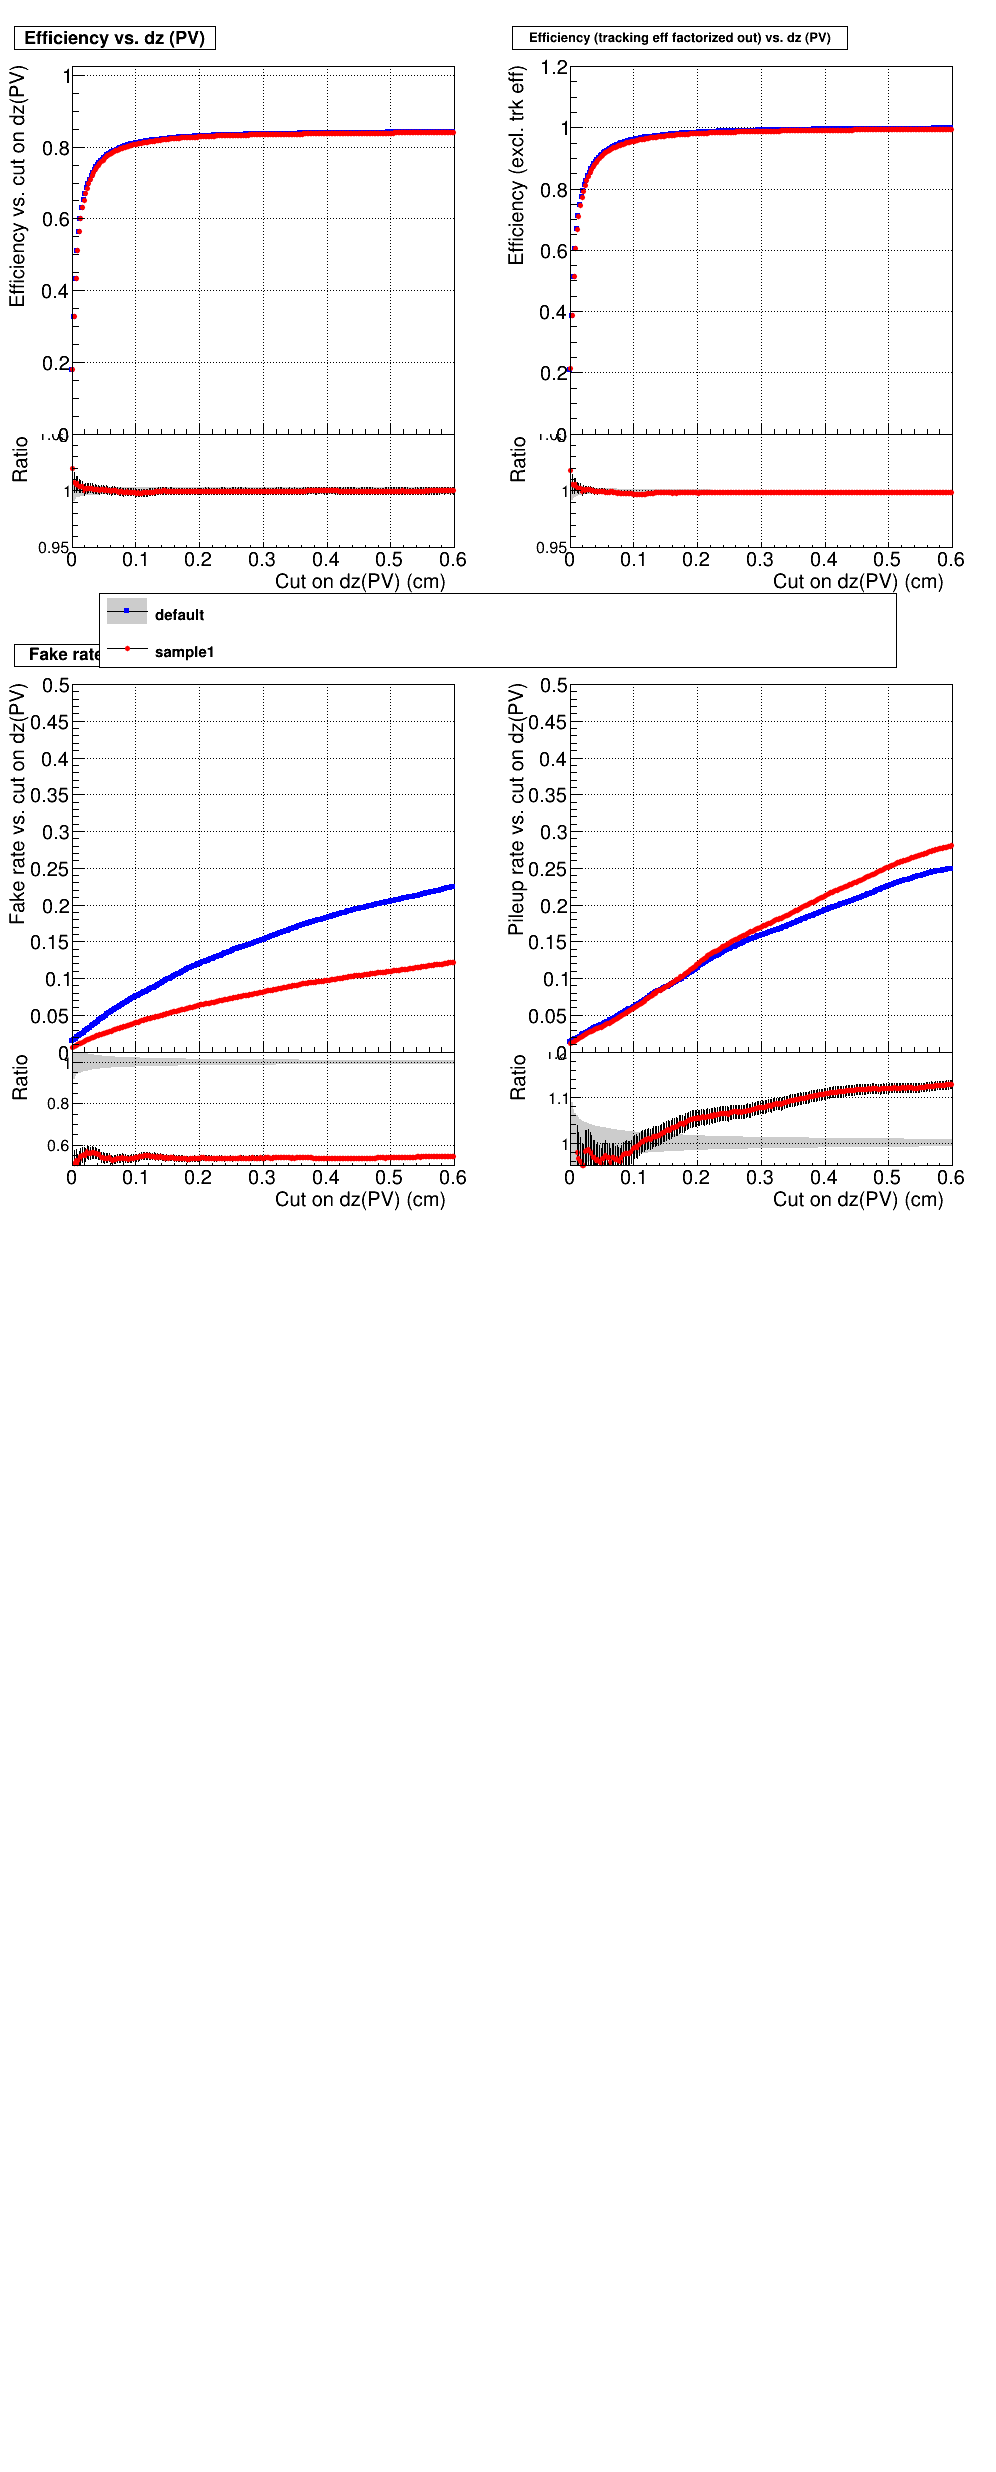 Efficiency vs. dz (PV)
Efficiency (tracking eff factorized out) vs. dz (PV)
Efficiency vs. cut on dz(PV)
1
0.8
0.6
0.4
0.2
0
Ratio
1
0.95
0 0.1 0.2 0.3 0.4 0.5 0.6
Cut on dz(PV) (cm)
Efficiency (excl. trk eff)
1.2
1
0.8
0.6
0.4
0.2
0
Ratio
1
0.95
0 0.1 0.2 0.3 0.4 0.5 0.6
Cut on dz(PV) (cm)
default
sample1
Fake rate
Fake rate vs. cut on dz(PV)
0.5
0.45
0.4
0.35
0.3
0.25
0.2
0.15
0.1
0.05
0
Ratio
1
0.8
0.6
0 0.1 0.2 0.3 0.4 0.5 0.6
Cut on dz(PV) (cm)
Pileup rate vs. cut on dz(PV)
0.5
0.45
0.4
0.35
0.3
0.25
0.2
0.15
0.1
0.05
0
Ratio
1.1
1
0 0.1 0.2 0.3 0.4 0.5 0.6
Cut on dz(PV) (cm)